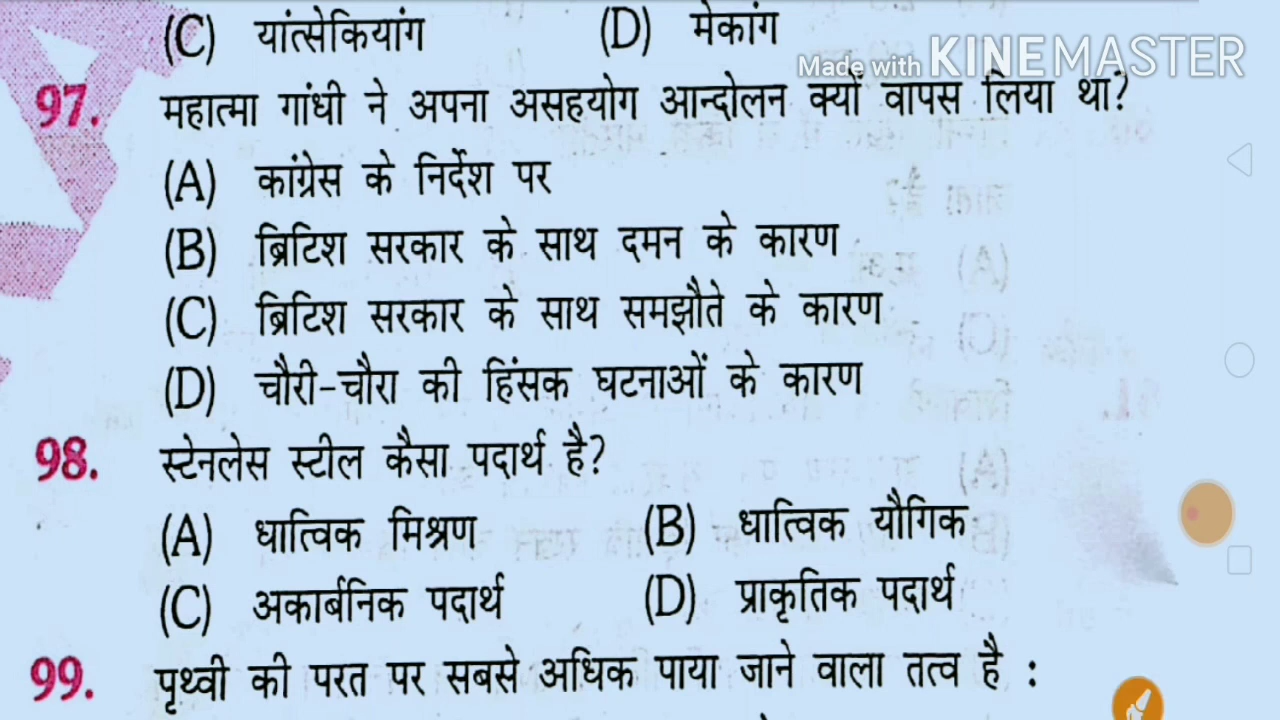 (C) यांत्सेकियांग (D) मेकांग
Made with KINEMASTER
97. महात्मा गांधी ने अपना असहयोग आन्दोलन क्यों वापस लिया था?
(A) कांग्रेस के निर्देश पर
(B) ब्रिटिश सरकार के साथ दमन के कारण
(C) ब्रिटिश सरकार के साथ समझौते के कारण
(D) चौरी-चौरा की हिंसक घटनाओं के कारण
98. स्टेनलेस स्टील कैसा पदार्थ है?
(A) धात्विक मिश्रण (B) धात्विक यौगिक
(C) अकार्बनिक पदार्थ (D) प्राकृतिक पदार्थ
99. पृथ्वी की परत पर सबसे अधिक पाया जाने वाला तत्व है :